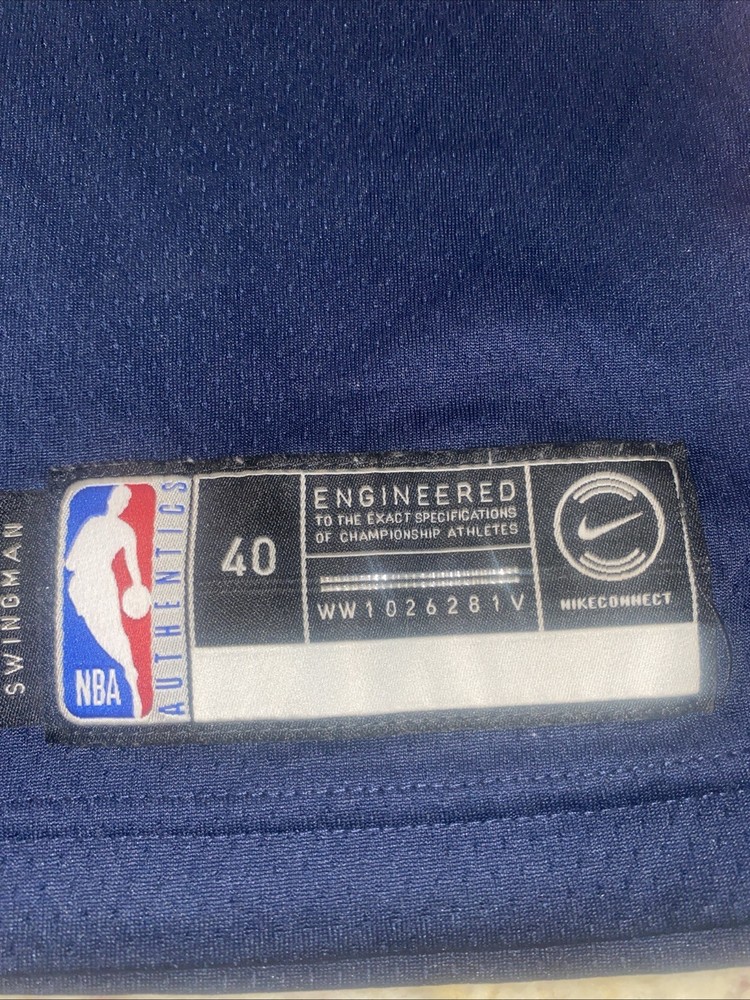 SWINGMAN
NBA
AUTHENTICS
40
ENGINEERED
TO THE EXACT SPECIFICATIONS
OF CHAMPIONSHIP ATHLETES
WW1026281V
NIKECONNECT